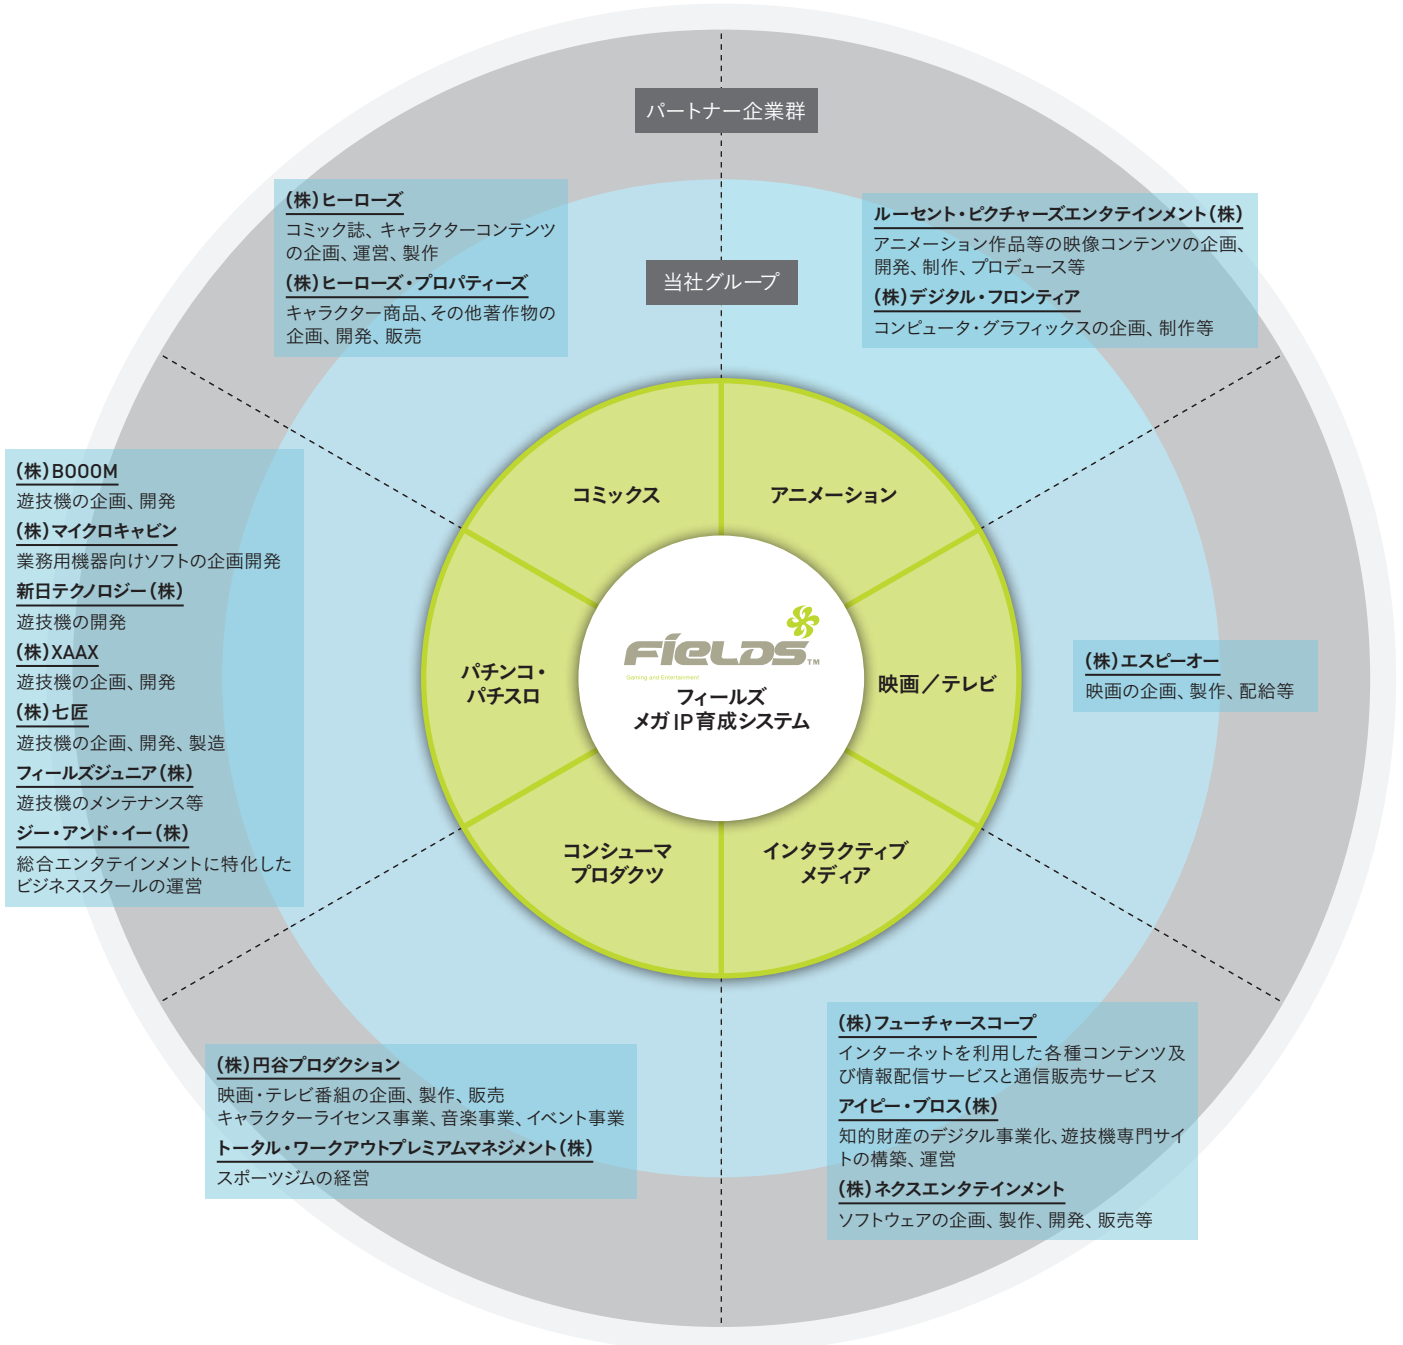 パートナー企業群
当社グループ
(株)ヒーローズ
コミック誌、キャラクターコンテンツ
の企画、運営、製作
(株)ヒーローズ・プロパティーズ
キャラクター商品、その他著作物の
企画、開発、販売
ルーセント・ピクチャーズエンタテインメント(株)
アニメーション作品等の映像コンテンツの企画、
開発、制作、プロデュース等
(株)デジタル・フロンティア
コンピュータ・グラフィックスの企画、制作等
(株)BOOOM
遊技機の企画、開発
(株)マイクロキャビン
業務用機器向けソフトの企画開発
新日テクノロジー(株)
遊技機の開発
(株)XAAX
遊技機の企画、開発
(株)七匠
遊技機の企画、開発、製造
フィールズジュニア(株)
遊技機のメンテナンス等
ジー・アンド・イー(株)
総合エンタテインメントに特化した
ビジネススクールの運営
コミックス
アニメーション
パチンコ・
パチスロ
映画／テレビ
コンシューマ
プロダクツ
インタラクティブ
メディア
FIELDS TM
Gaming and Entertainment
フィールズ
メガIP育成システム
(株)エスピーオー
映画の企画、製作、配給等
(株)円谷プロダクション
映画・テレビ番組の企画、製作、販売
キャラクターライセンス事業、音楽事業、イベント事業
トータル・ワークアウトプレミアムマネジメント(株)
スポーツジムの経営
(株)フューチャースコープ
インターネットを利用した各種コンテンツ及
び情報配信サービスと通信販売サービス
アイピー・ブロス(株)
知的財産のデジタル事業化、遊技機専門サイ
トの構築、運営
(株)ネクスエンタテインメント
ソフトウェアの企画、製作、開発、販売等